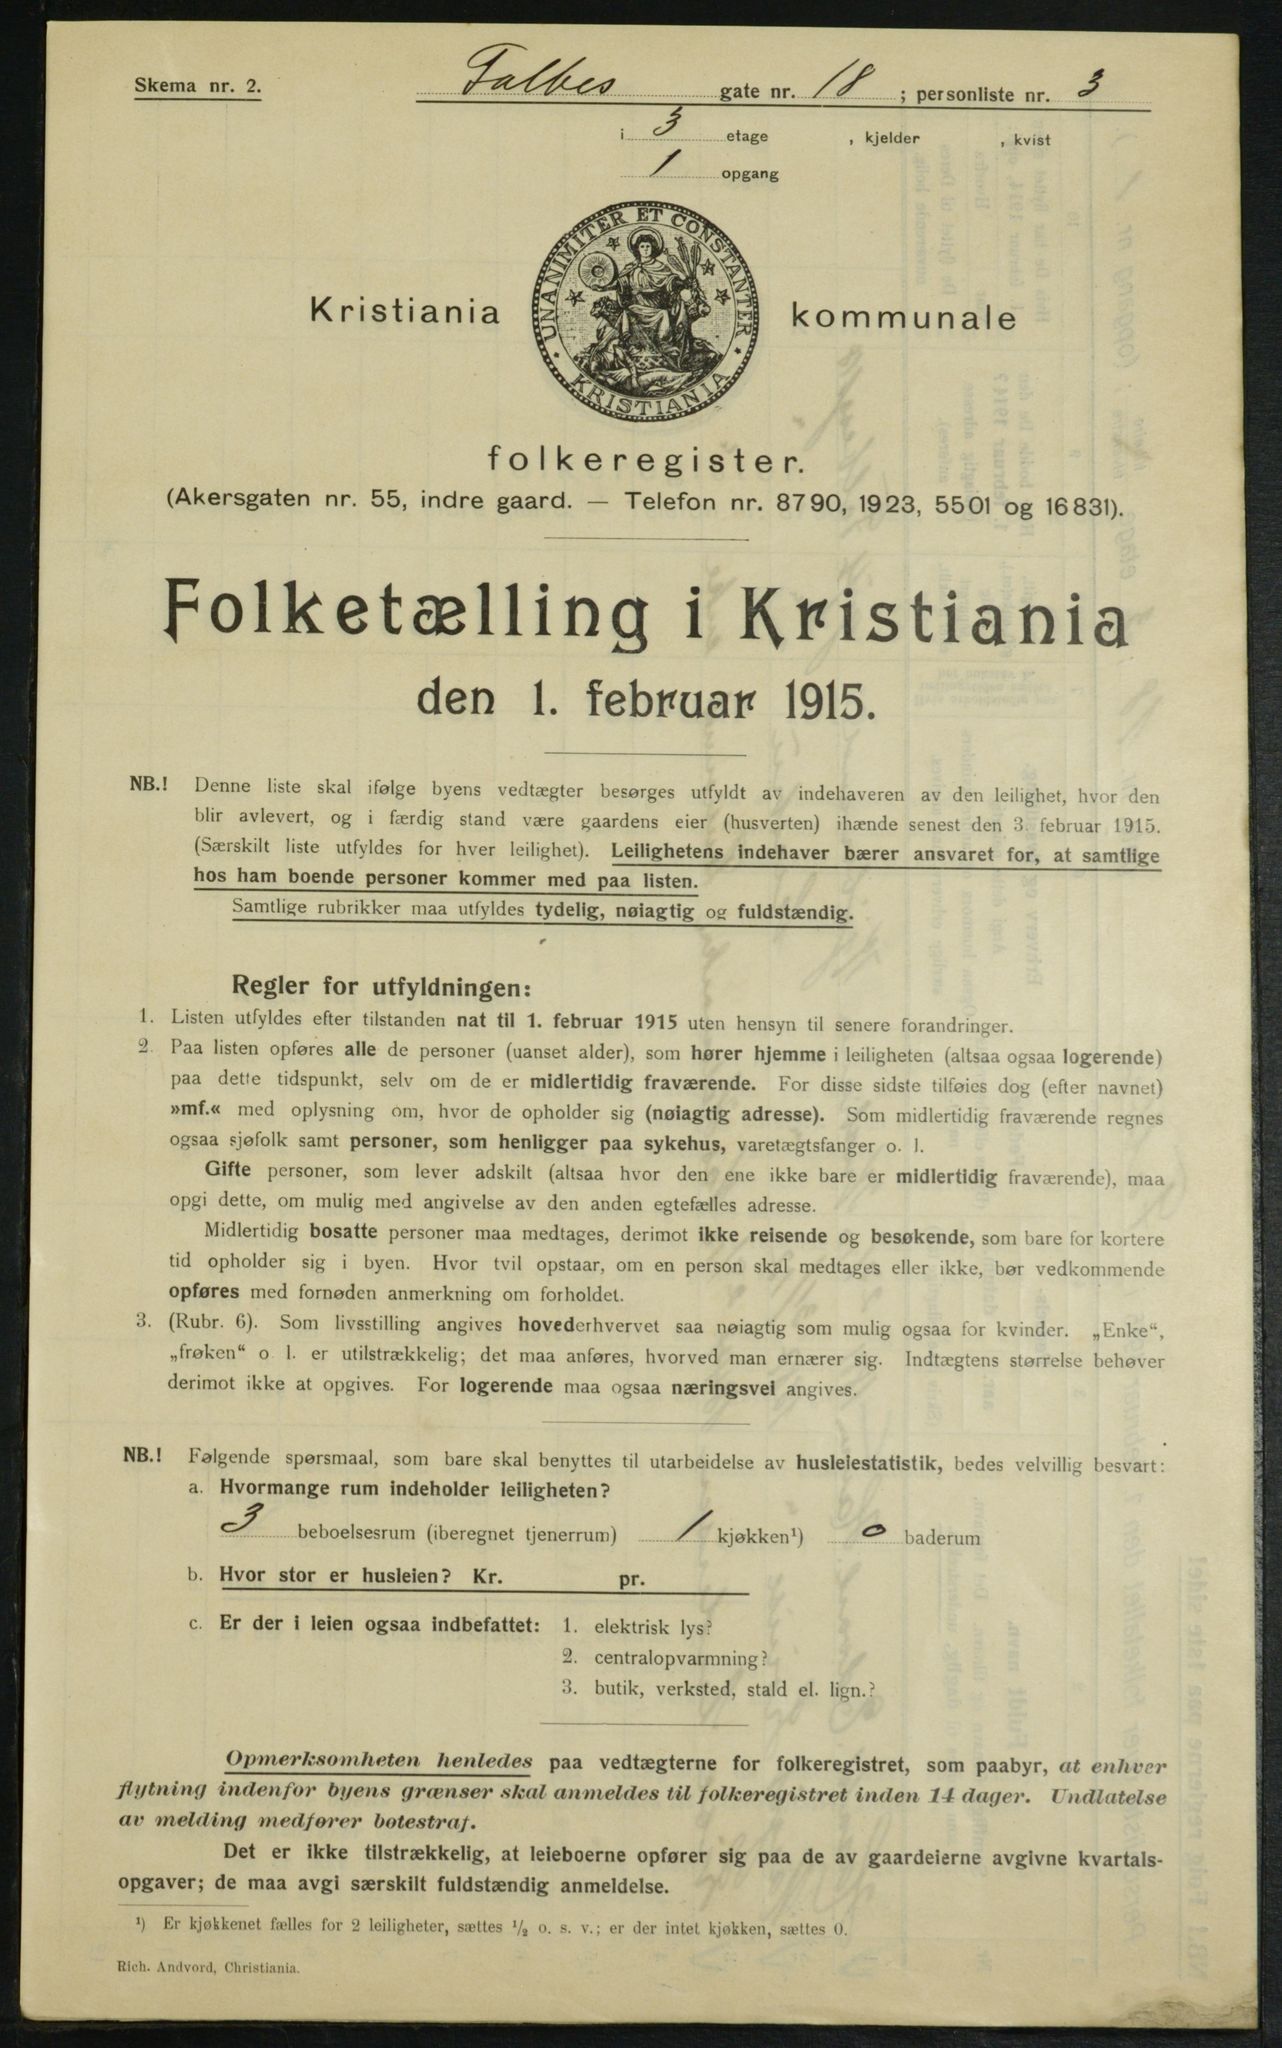 Skema nr. 2.
Falbes gate nr. 18 ; personliste nr. 3
i 3 etage , kjelder , kvist
1 opgang
UNANIMITER ET CONSTANTER
KRISTIANIA
Kristiania kommunale
folkeregister.
(Akersgaten nr. 55, indre gaard. — Telefon nr. 8790, 1923, 5501 og 16831).
Folketælling i Kristiania
den 1. februar 1915.
NB.! Denne liste skal ifølge byens vedtægter besørges utfyldt av indehaveren av den leilighet, hvor den
blir avlevert, og i færdig stand være gaardens eier (husverten) ihænde senest den 3. februar 1915.
(Særskilt liste utfyldes for hver leilighet). Leilighetens indehaver bærer ansvaret for, at samtlige
hos ham boende personer kommer med paa listen.
Samtlige rubrikker maa utfyldes tydelig, nøiagtig og fuldstændig.
Regler for utfyldningen:
1. Listen utfyldes efter tilstanden nat til 1. februar 1915 uten hensyn til senere forandringer.
2. Paa listen opføres alle de personer (uanset alder), som hører hjemme i leiligheten (altsaa ogsaa logerende)
paa dette tidspunkt, selv om de er midlertidig fraværende. For disse sidste tilføies dog (efter navnet)
»mf.« med oplysning om, hvor de opholder sig (nøiagtig adresse). Som midlertidig fraværende regnes
ogsaa sjøfolk samt personer, som henligger paa sykehus, varetægtsfanger o. l.
Gifte personer, som lever adskilt (altsaa hvor den ene ikke bare er midlertidig fraværende), maa
opgi dette, om mulig med angivelse av den anden egtefælles adresse.
Midlertidig bosatte personer maa medtages, derimot ikke reisende og besøkende, som bare for kortere
tid opholder sig i byen. Hvor tvil opstaar, om en person skal medtages eller ikke, bør vedkommende
opføres med fornøden anmerkning om forholdet.
3. (Rubr. 6). Som livsstilling angives hovederhvervet saa nøiagtig som mulig ogsaa for kvinder. „Enke“,
„frøken“ o l. er utilstrækkelig; det maa anføres, hvorved man ernærer sig. Indtægtens størrelse behøver
derimot ikke at opgives. For logerende maa ogsaa næringsvei angives.
NB.! Følgende spørsmaal, som bare skal benyttes til utarbeidelse av husleiestatistik, bedes velvillig besvart:
a. Hvormange rum indeholder leiligheten?
3 beboelsesrum (iberegnet tjenerrum) 1 kjøkken¹) 0 baderum
b. Hvor stor er husleien? Kr. pr.
c. Er der i leien ogsaa indbefattet: 1. elektrisk lys?
2. centralopvarmning?
3. butik, verksted, stald el. lign.?
Opmerksomheten henledes paa vedtægterne for folkeregistret, som paabyr, at enhver
flytning indenfor byens grænser skal anmeldes til folkeregistret inden 14 dager. Undlatelse
av melding medfører botestraf.
Det er ikke tilstrækkelig, at leieboerne opfører sig paa de av gaardeierne avgivne kvartals-
opgaver; de maa avgi særskilt fuldstændig anmeldelse.
¹) Er kjøkkenet fælles for 2 leiligheter, sættes ½ o. s. v.; er der intet kjøkken, sættes 0.
Rich. Andvord, Christiania.